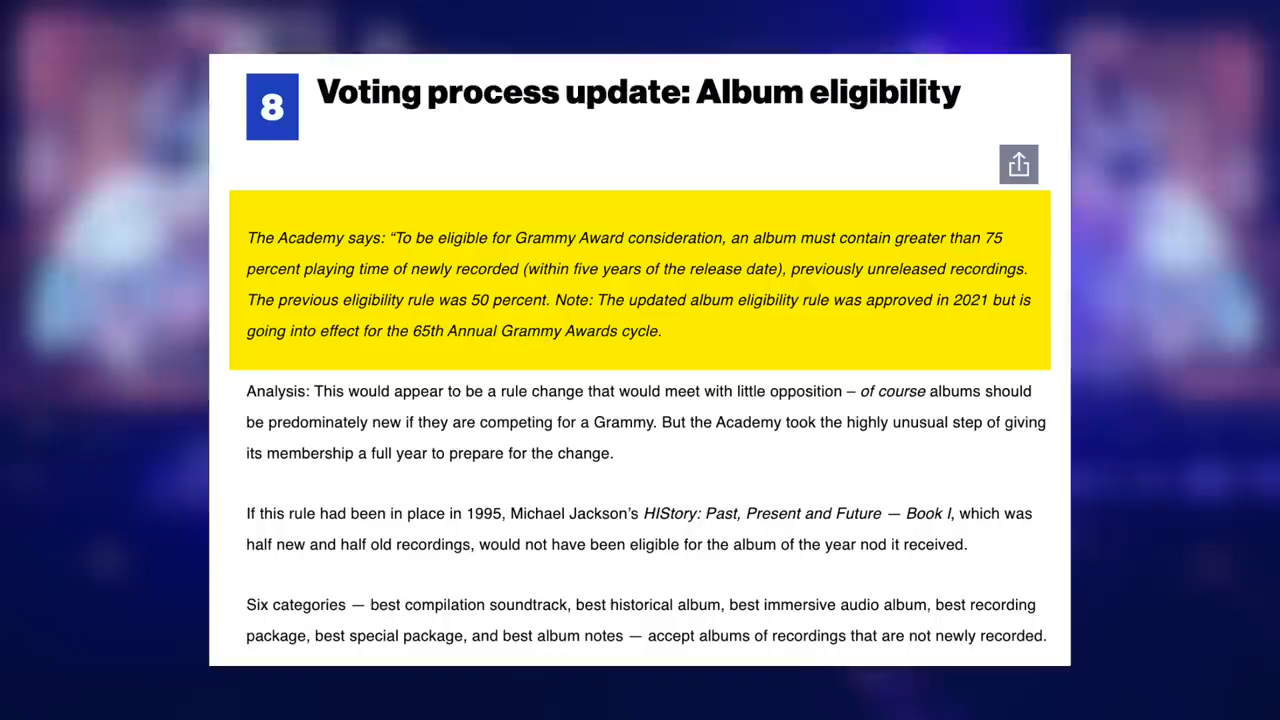 8
Voting process update: Album eligibility
The Academy says: “To be eligible for Grammy Award consideration, an album must contain greater than 75
percent playing time of newly recorded (within five years of the release date), previously unreleased recordings.
The previous eligibility rule was 50 percent. Note: The updated album eligibility rule was approved in 2021 but is
going into effect for the 65th Annual Grammy Awards cycle.
Analysis: This would appear to be a rule change that would meet with little opposition – of course albums should
be predominately new if they are competing for a Grammy. But the Academy took the highly unusual step of giving
its membership a full year to prepare for the change.
If this rule had been in place in 1995, Michael Jackson’s HIStory: Past, Present and Future — Book I, which was
half new and half old recordings, would not have been eligible for the album of the year nod it received.
Six categories — best compilation soundtrack, best historical album, best immersive audio album, best recording
package, best special package, and best album notes — accept albums of recordings that are not newly recorded.